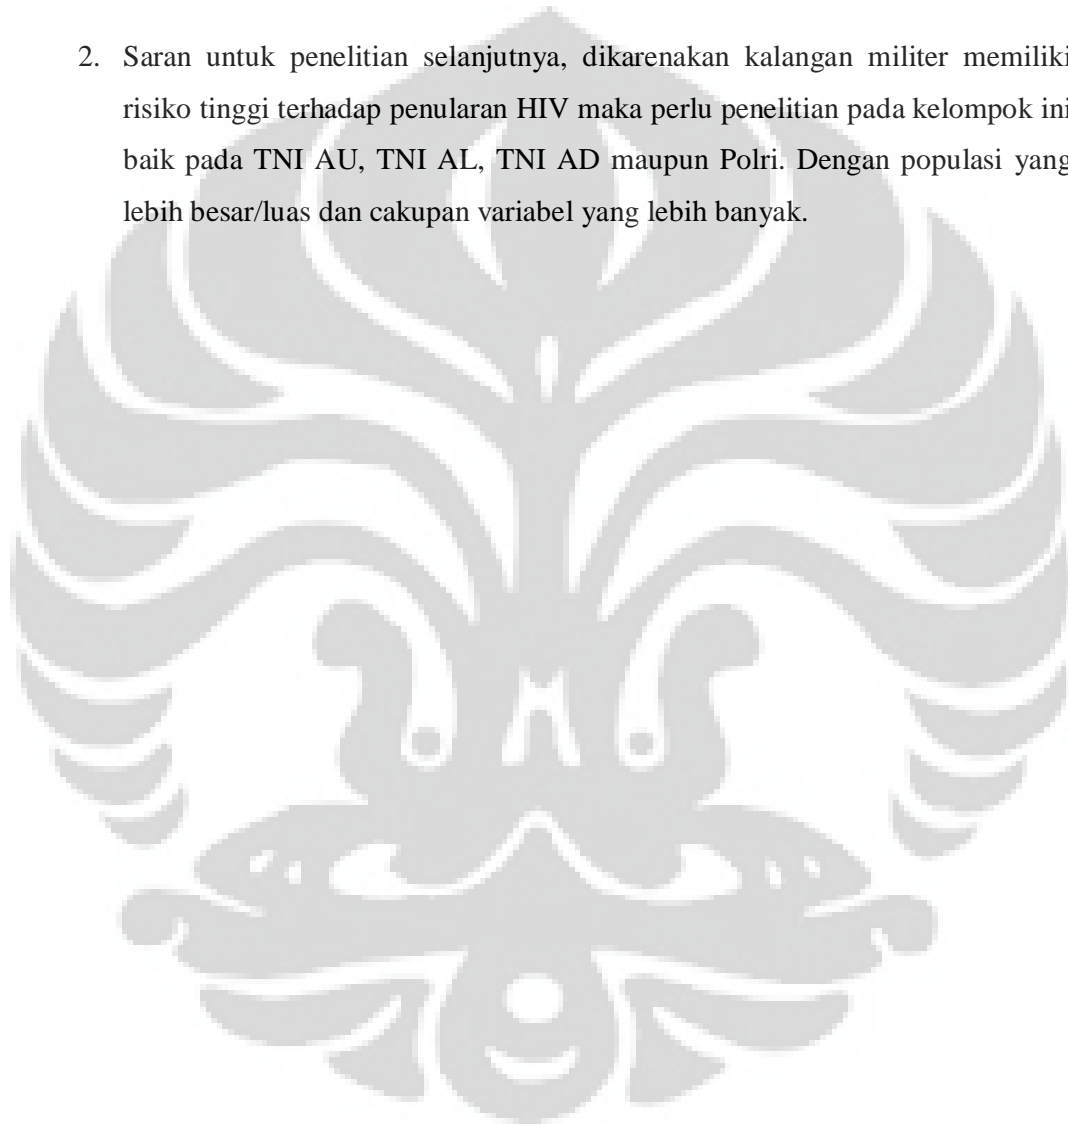 2. Saran untuk penelitian selanjutnya, dikarenakan kalangan militer memiliki
risiko tinggi terhadap penularan HIV maka perlu penelitian pada kelompok ini
baik pada TNI AU, TNI AL, TNI AD maupun Polri. Dengan populasi yang
lebih besar/luas dan cakupan variabel yang lebih banyak.